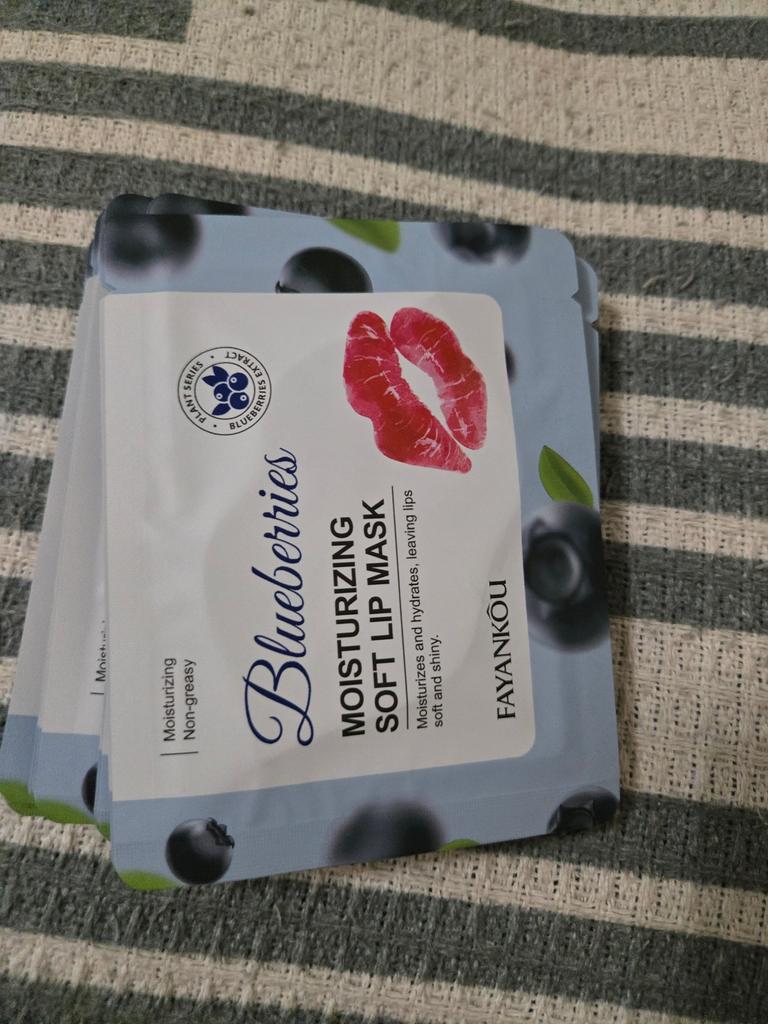 Moisturizing
Non-greasy
• PLANT SERIES •
BLUEBERRIES EXTRACT
Blueberries
MOISTURIZING
SOFT LIP MASK
Moisturizes and hydrates, leaving lips
soft and shiny.
FAYANKÔU